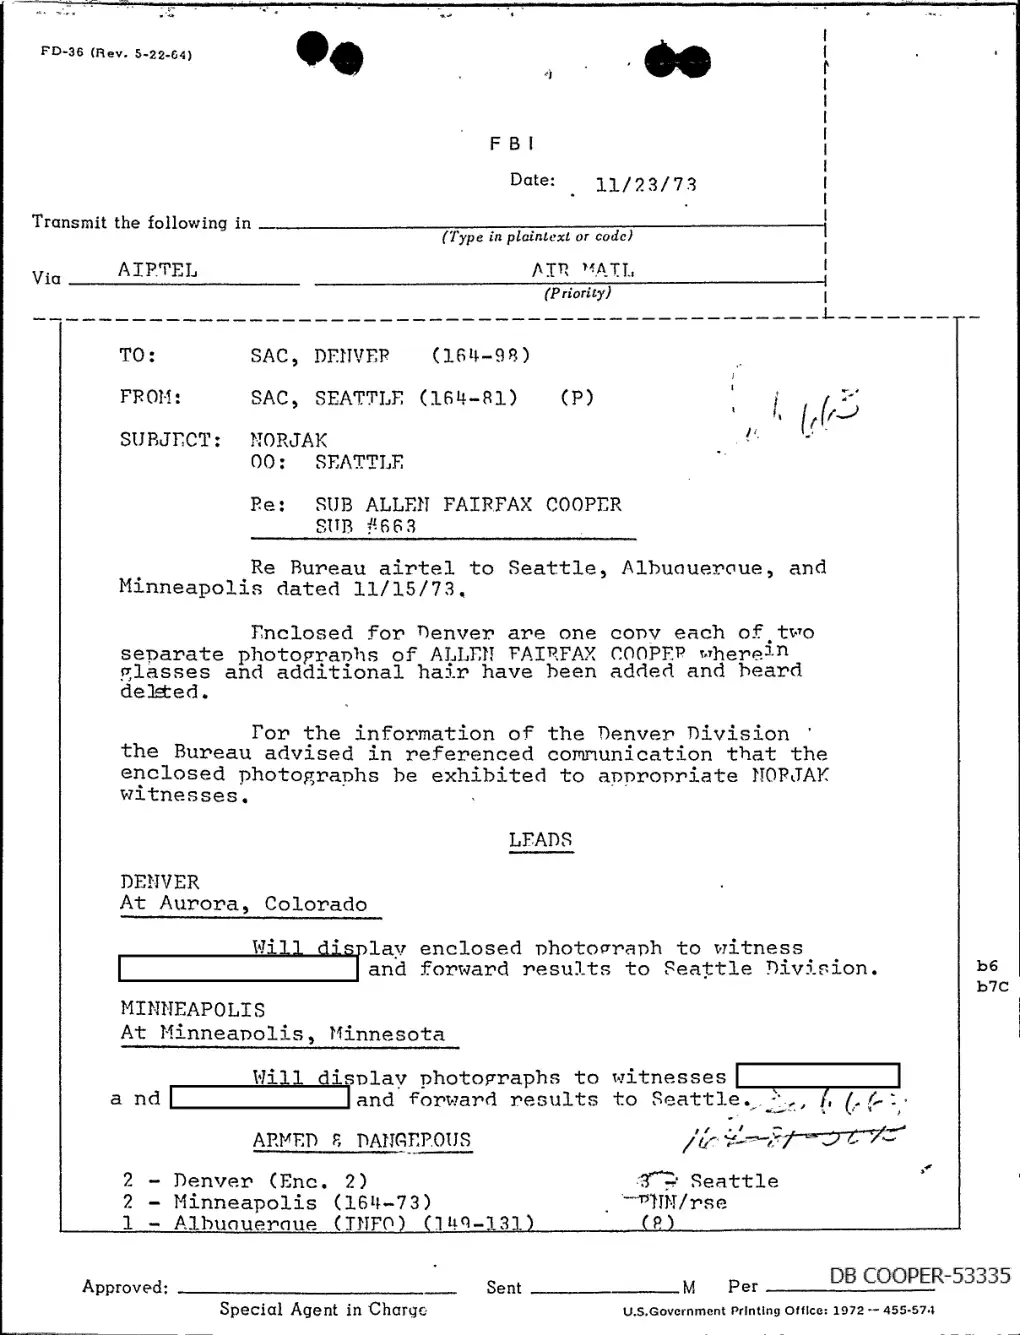 FD-36 (Rev. 5-22-64)
F B I
Date: 11/23/73
Transmit the following in
(Type in plaintext or code)
Via AIRTEL AIR MAIL
(Priority)
TO: SAC, DENVER (164-98)
FROM: SAC, SEATTLE (164-81) (P)
SUBJECT: NORJAK
OO: SEATTLE
Re: SUB ALLEN FAIRFAX COOPER
SUB #663
Re Bureau airtel to Seattle, Albuquerque, and
Minneapolis dated 11/15/73.
Enclosed for Denver are one copy each of two
separate photographs of ALLEN FAIRFAX COOPER wherein
glasses and additional hair have been added and beard
deleted.
For the information of the Denver Division
the Bureau advised in referenced communication that the
enclosed photographs be exhibited to appropriate NORJAK
witnesses.
LEADS
DENVER
At Aurora, Colorado
Will display enclosed photograph to witness
and forward results to Seattle Division.
b6
b7C
MINNEAPOLIS
At Minneapolis, Minnesota
Will display photographs to witnesses
a nd and forward results to Seattle.
ARMED & DANGEROUS
2 - Denver (Enc. 2)
2 - Minneapolis (164-73)
1 - Albuquerque (INFO) (149-131)
3 - Seattle
/rse
(8)
DB COOPER-53335
Approved: Sent M Per
Special Agent in Charge
U.S.Government Printing Office: 1972 — 455-574